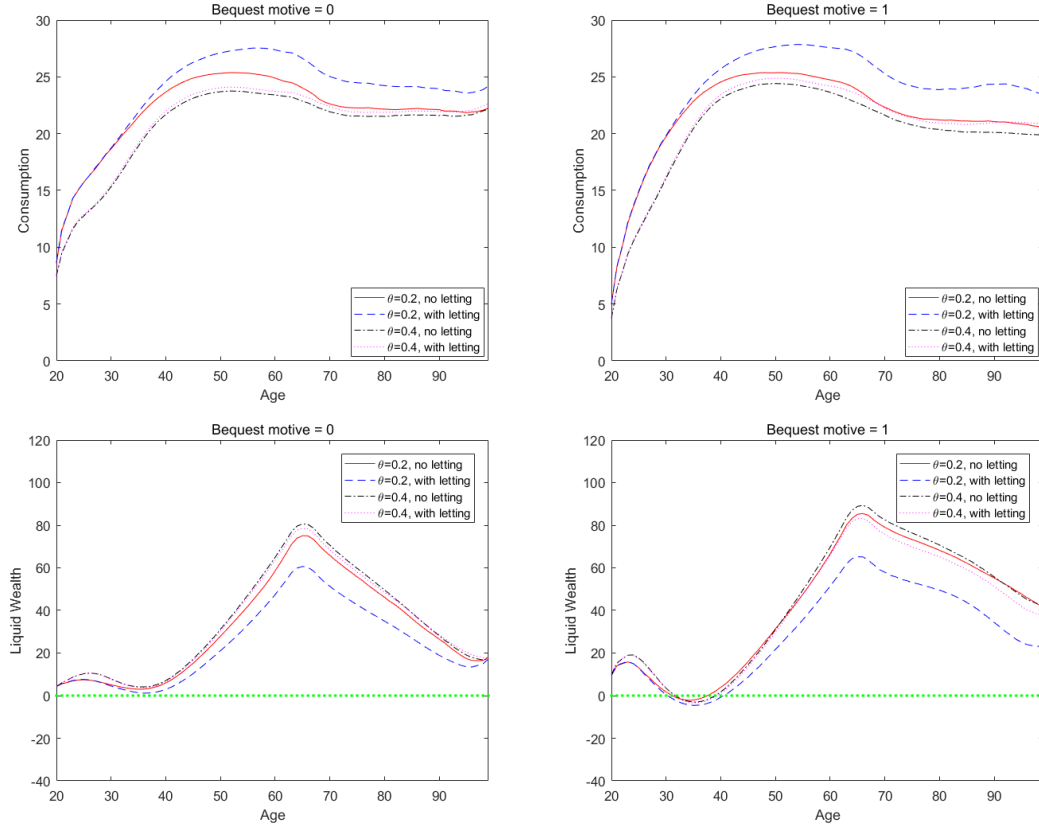 Bequest motive = 0
30
25
20
15
10
5
0
Consumption
20 30 40 50 60 70 80 90
Age
θ=0.2, no letting
θ=0.2, with letting
θ=0.4, no letting
θ=0.4, with letting
Bequest motive = 1
30
25
20
15
10
5
0
Consumption
20 30 40 50 60 70 80 90
Age
θ=0.2, no letting
θ=0.2, with letting
θ=0.4, no letting
θ=0.4, with letting
Bequest motive = 0
120
100
80
60
40
20
0
-20
-40
Liquid Wealth
20 30 40 50 60 70 80 90
Age
θ=0.2, no letting
θ=0.2, with letting
θ=0.4, no letting
θ=0.4, with letting
Bequest motive = 1
120
100
80
60
40
20
0
-20
-40
Liquid Wealth
20 30 40 50 60 70 80 90
Age
θ=0.2, no letting
θ=0.2, with letting
θ=0.4, no letting
θ=0.4, with letting